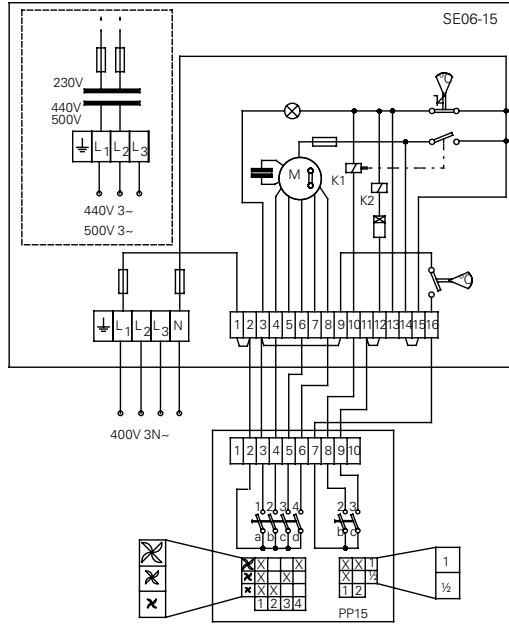 SE06-15
230V
440V
500V
L1 L2 L3
440V 3~
500V 3~
°C
M
K1
K2
°C
L1 L2 L3 N
1 2 3 4 5 6 7 8 9 10 11 12 13 14 15 16
400V 3N~
1 2 3 4 5 6 7 8 9 10
1 2 3 4
2 3
a b c d
b c
X X
X X
X X
1 2 3 4
X X 1
X ½
1 2
1
½
PP15